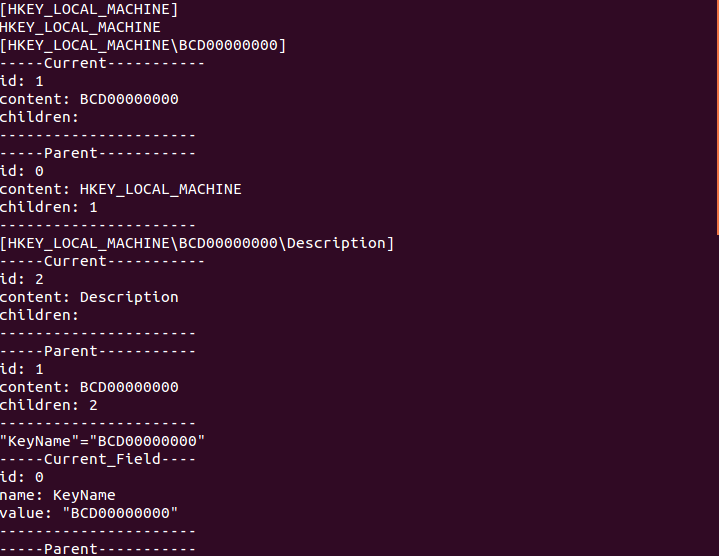 [HKEY_LOCAL_MACHINE]
HKEY_LOCAL_MACHINE
[HKEY_LOCAL_MACHINE\BCD00000000]
-----Current-----------
id: 1
content: BCD00000000
children:
----------------------
-----Parent-----------
id: 0
content: HKEY_LOCAL_MACHINE
children: 1
----------------------
[HKEY_LOCAL_MACHINE\BCD00000000\Description]
-----Current-----------
id: 2
content: Description
children:
----------------------
-----Parent-----------
id: 1
content: BCD00000000
children: 2
----------------------
"KeyName"="BCD00000000"
-----Current_Field----
id: 0
name: KeyName
value: "BCD00000000"
----------------------
-----Parent-----------